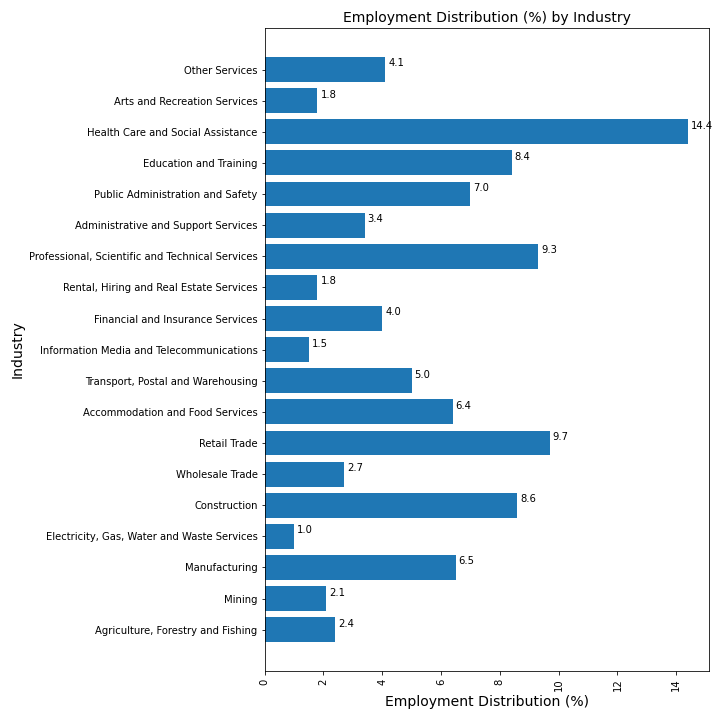 Employment Distribution (%) by Industry
Other Services 4.1
Arts and Recreation Services 1.8
Health Care and Social Assistance 14.4
Education and Training 8.4
Public Administration and Safety 7.0
Administrative and Support Services 3.4
Professional, Scientific and Technical Services 9.3
Rental, Hiring and Real Estate Services 1.8
Financial and Insurance Services 4.0
Information Media and Telecommunications 1.5
Transport, Postal and Warehousing 5.0
Accommodation and Food Services 6.4
Retail Trade 9.7
Wholesale Trade 2.7
Construction 8.6
Electricity, Gas, Water and Waste Services 1.0
Manufacturing 6.5
Mining 2.1
Agriculture, Forestry and Fishing 2.4
Industry
0 2 4 6 8 10 12 14
Employment Distribution (%)